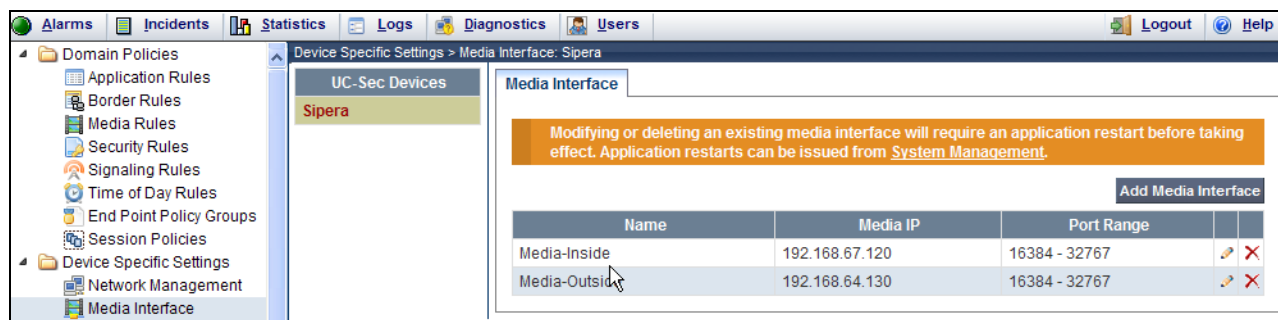 Alarms Incidents Statistics Logs Diagnostics Users Logout Help
Domain Policies
Application Rules
Border Rules
Media Rules
Security Rules
Signaling Rules
Time of Day Rules
End Point Policy Groups
Session Policies
Device Specific Settings
Network Management
Media Interface
Device Specific Settings > Media Interface: Sipera
UC-Sec Devices
Sipera
Media Interface
Modifying or deleting an existing media interface will require an application restart before taking
effect. Application restarts can be issued from System Management.
Add Media Interface
Name Media IP Port Range
Media-Inside 192.168.67.120 16384 - 32767
Media-Outside 192.168.64.130 16384 - 32767